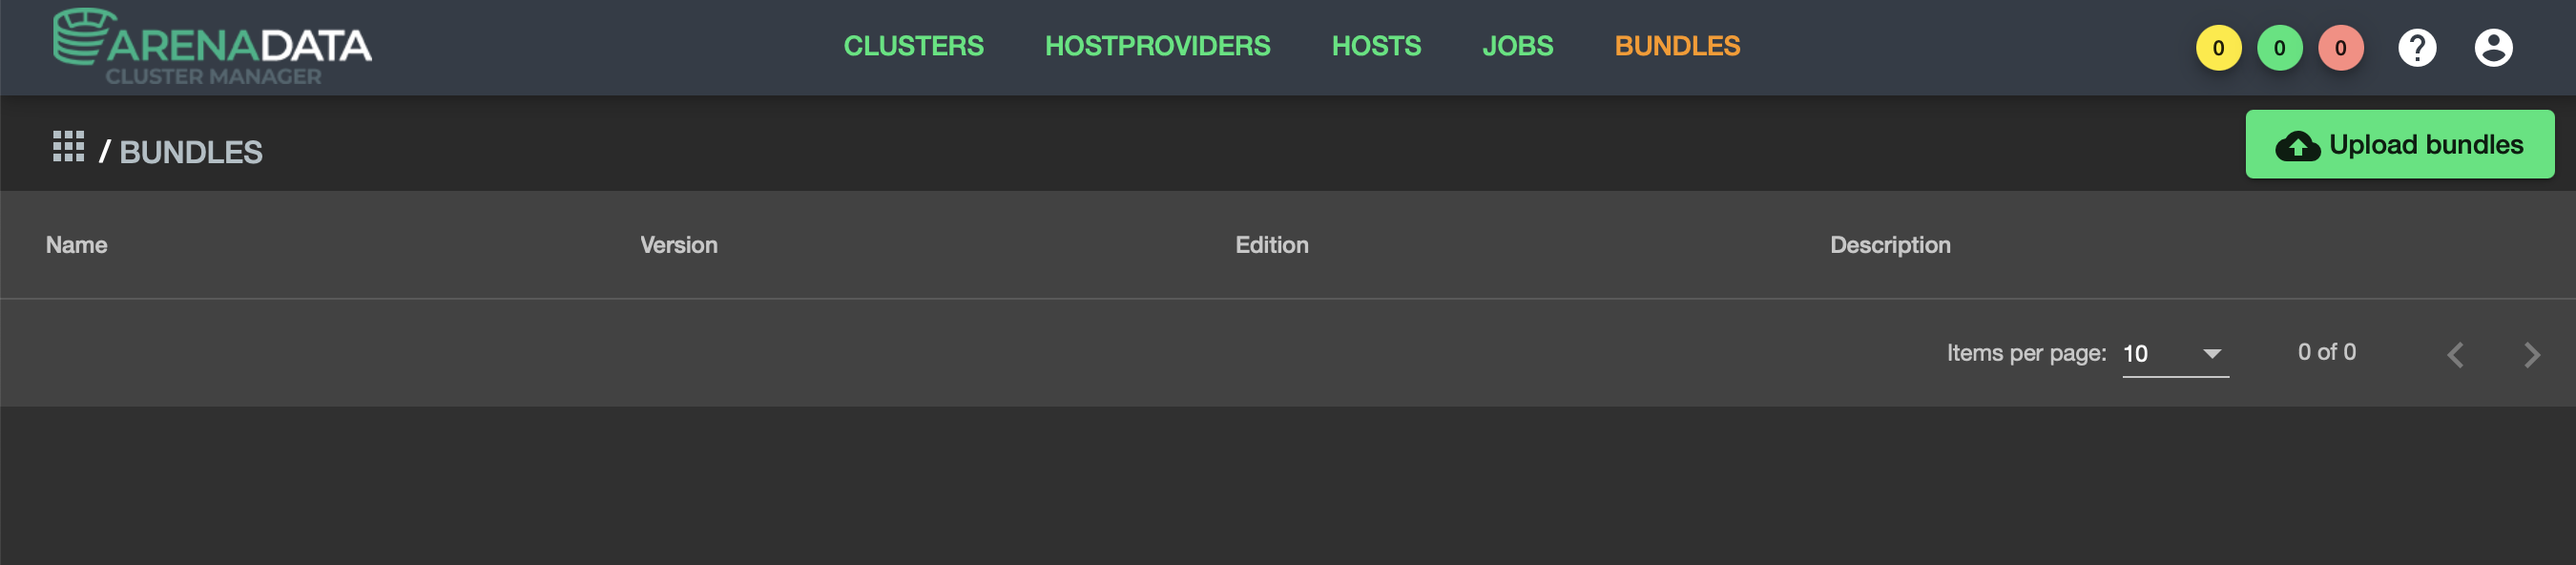 ARENADATA
CLUSTER MANAGER
CLUSTERS HOSTPROVIDERS HOSTS JOBS BUNDLES
0 0 0 ?
/ BUNDLES
Upload bundles
Name Version Edition Description
Items per page: 10 0 of 0